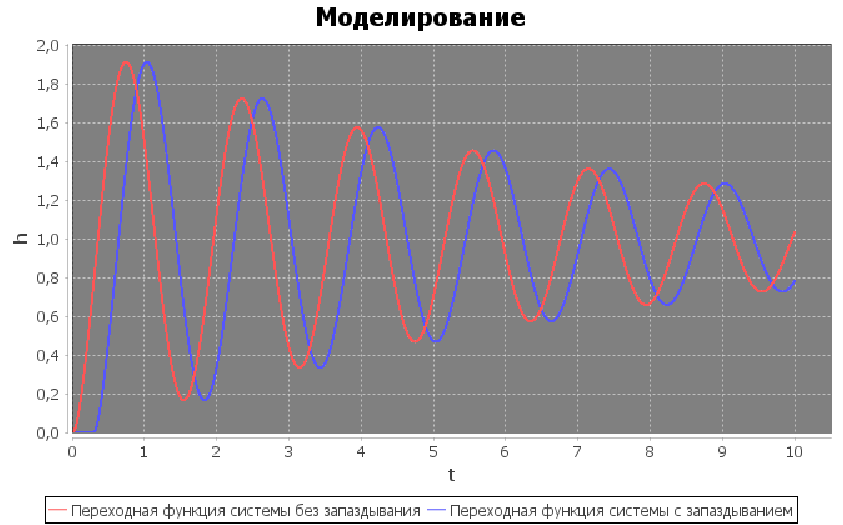 Моделирование
2,0
1,8
1,6
1,4
1,2
1,0
0,8
0,6
0,4
0,2
0,0
h
0 1 2 3 4 5 6 7 8 9 10
t
Переходная функция системы без запаздывания Переходная функция системы с запаздыванием